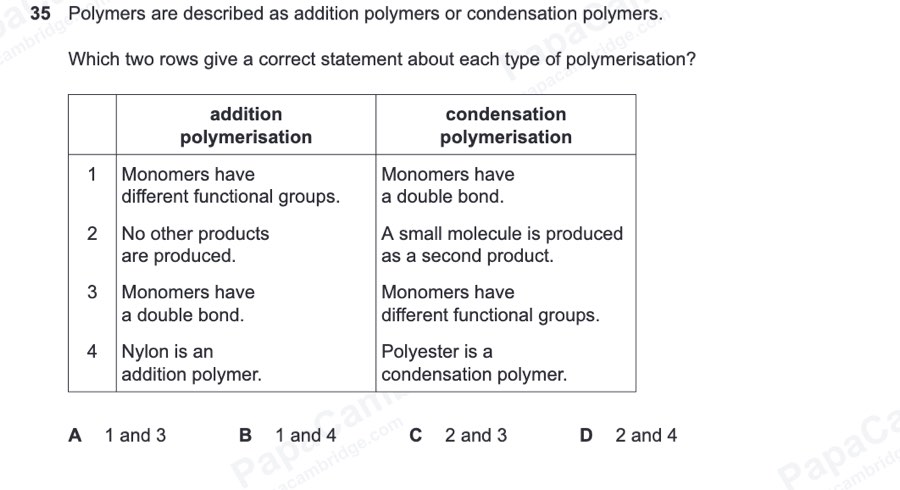 35 Polymers are described as addition polymers or condensation polymers.
Which two rows give a correct statement about each type of polymerisation?
addition polymerisation
condensation polymerisation
1 Monomers have different functional groups.
Monomers have a double bond.
2 No other products are produced.
A small molecule is produced as a second product.
3 Monomers have a double bond.
Monomers have different functional groups.
4 Nylon is an addition polymer.
Polyester is a condensation polymer.
A 1 and 3 B 1 and 4 C 2 and 3 D 2 and 4